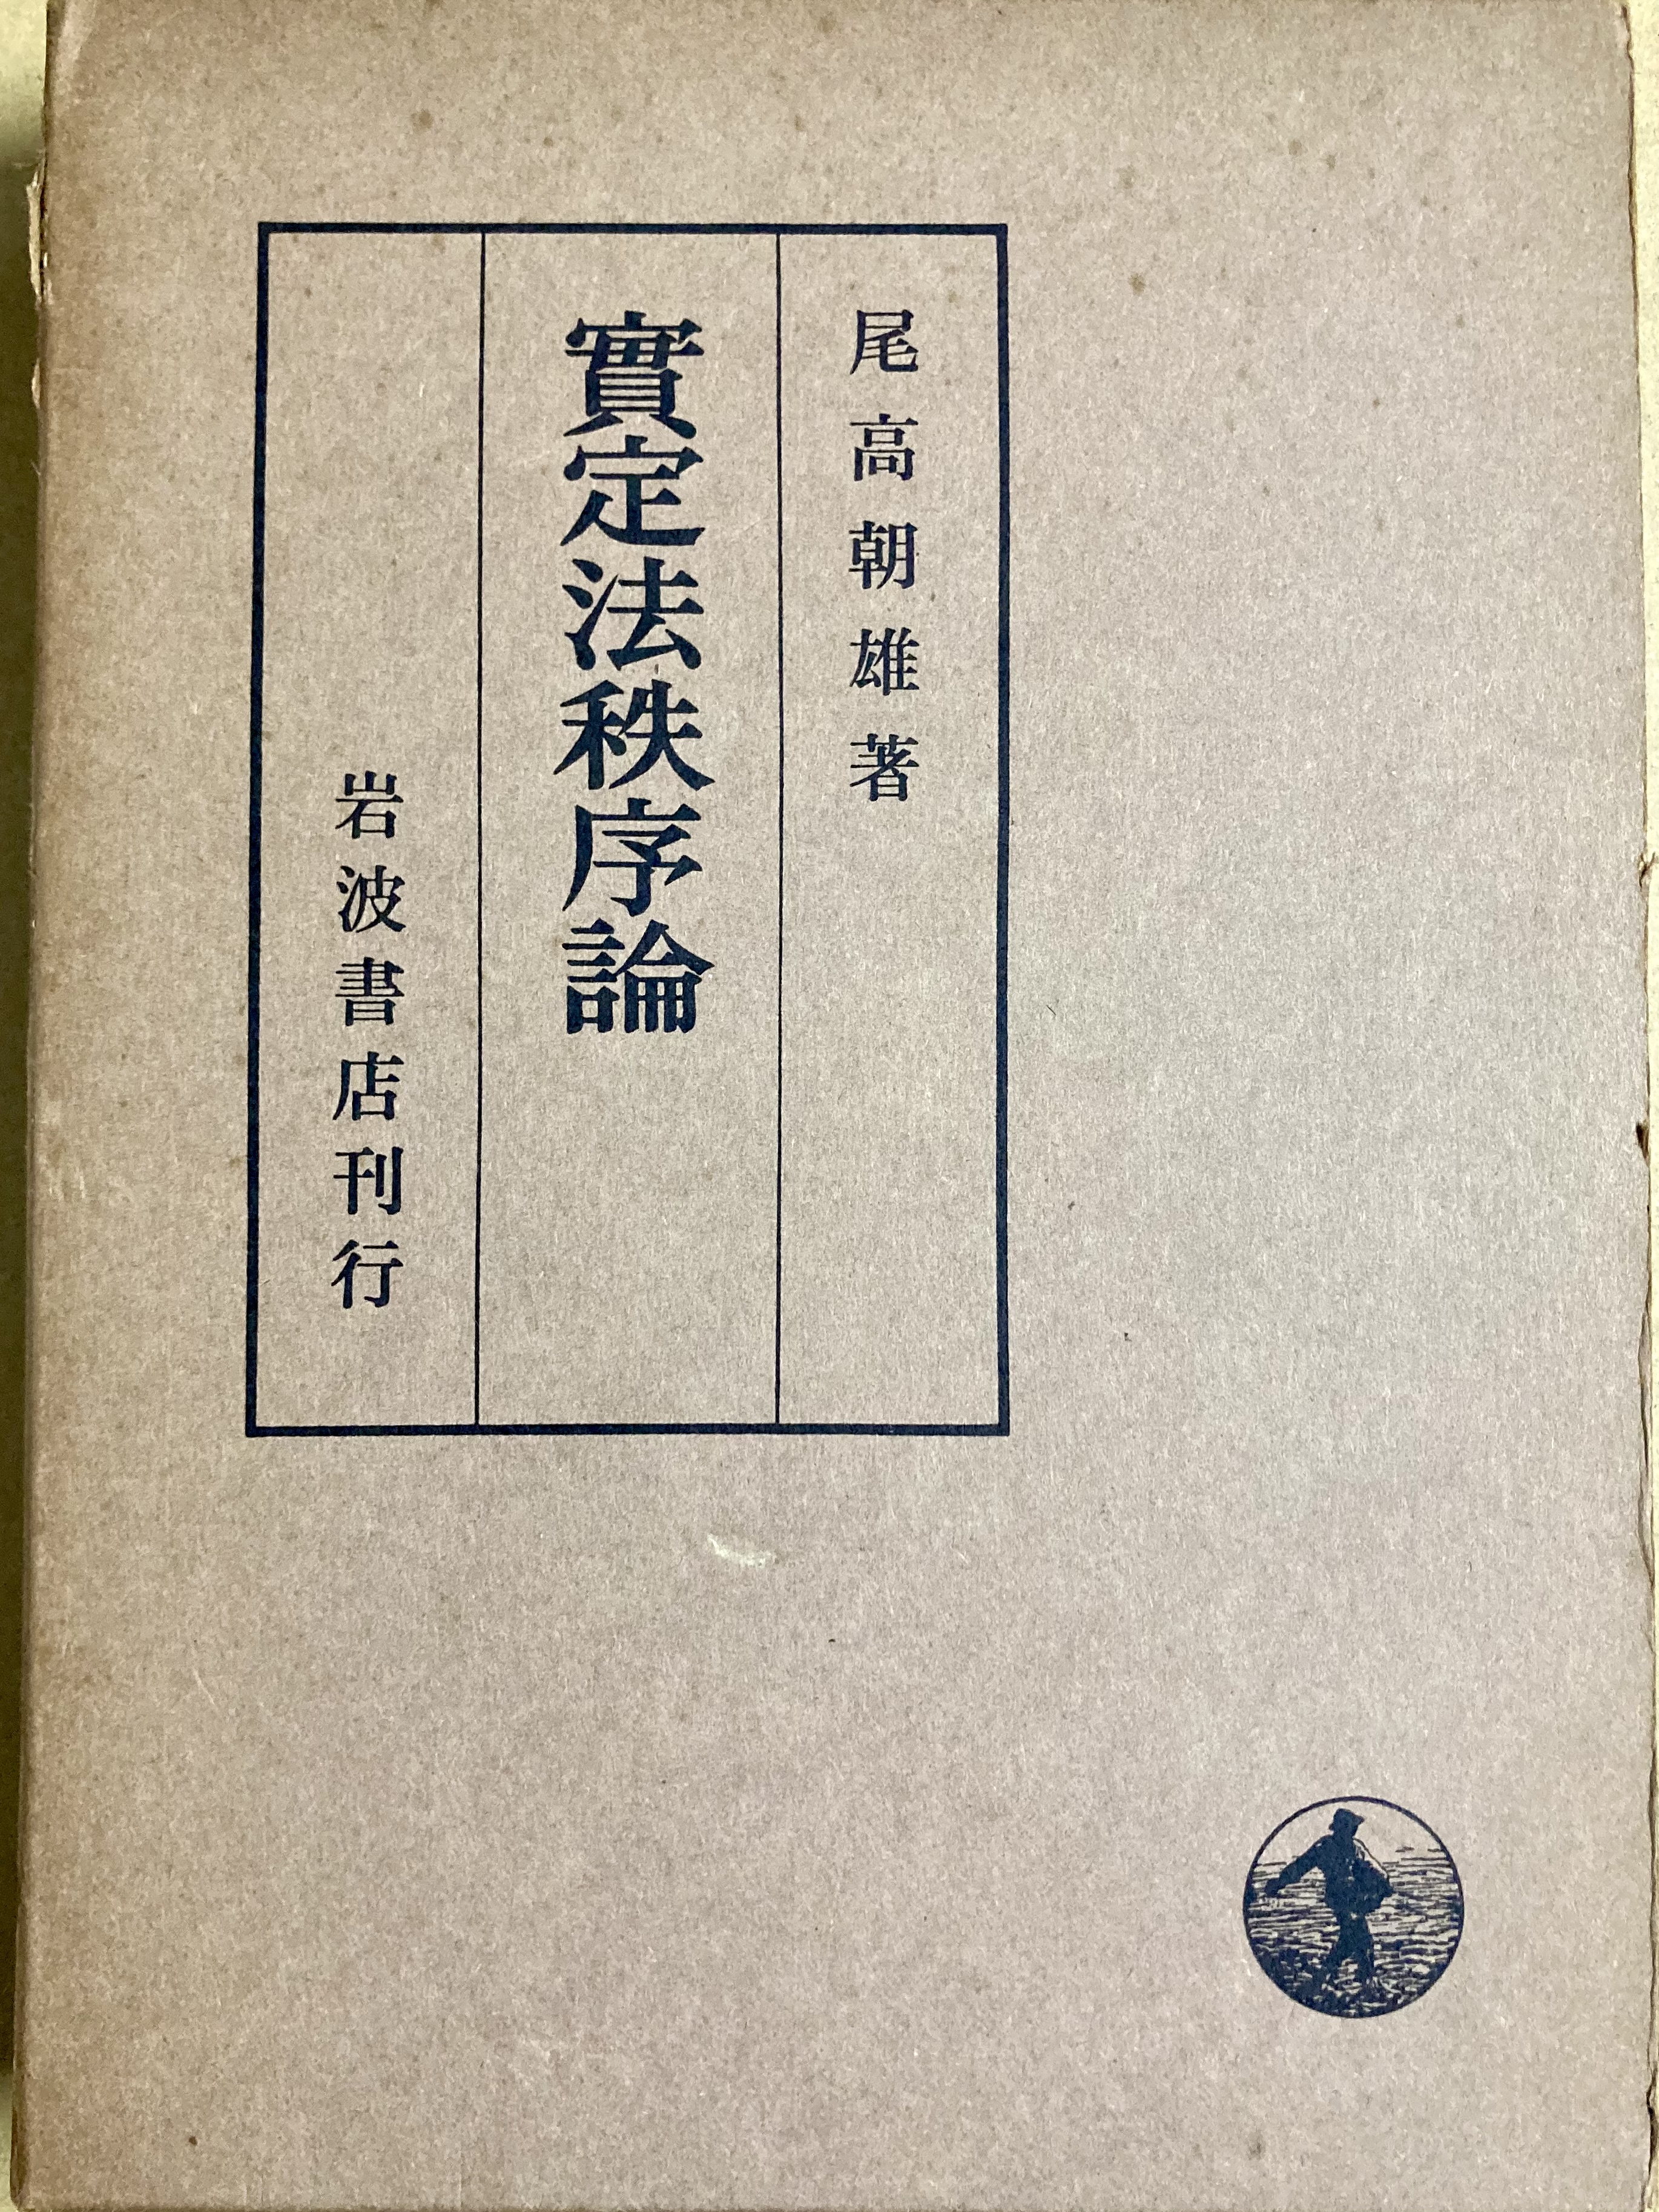 尾高朝雄著
實定法秩序論
岩波書店刊行